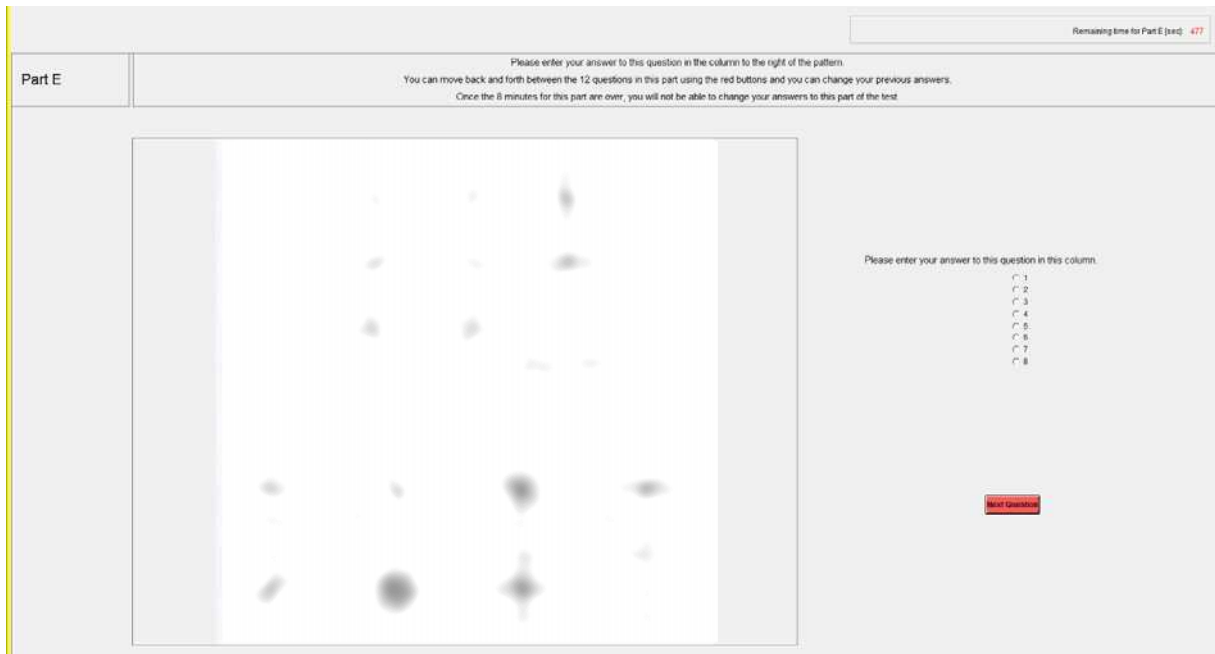 Remaining time for Part E [sec]: 477
Part E
Please enter your answer to this question in the column to the right of the pattern.
You can move back and forth between the 12 questions in this part using the red buttons and you can change your previous answers.
Once the 8 minutes for this part are over, you will not be able to change your answers to this part of the test
Please enter your answer to this question in this column.
1
2
3
4
5
6
7
8
Next Question